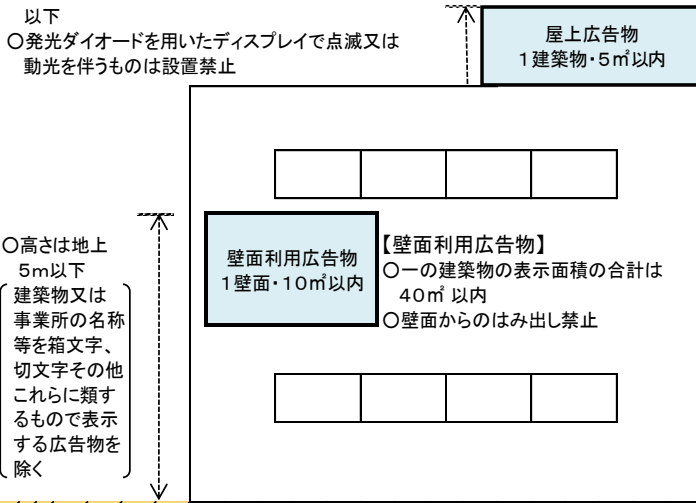 以下
〇発光ダイオードを用いたディスプレイで点滅又は
動光を伴うものは設置禁止
屋上広告物
1建築物・5㎡以内
壁面利用広告物
1壁面・10㎡以内
【壁面利用広告物】
〇一の建築物の表示面積の合計は
40㎡ 以内
〇壁面からのはみ出し禁止
〇高さは地上
5m以下
建築物又は
事業所の名称
等を箱文字、
切文字その他
これらに類す
るもので表示
する広告物を
除く